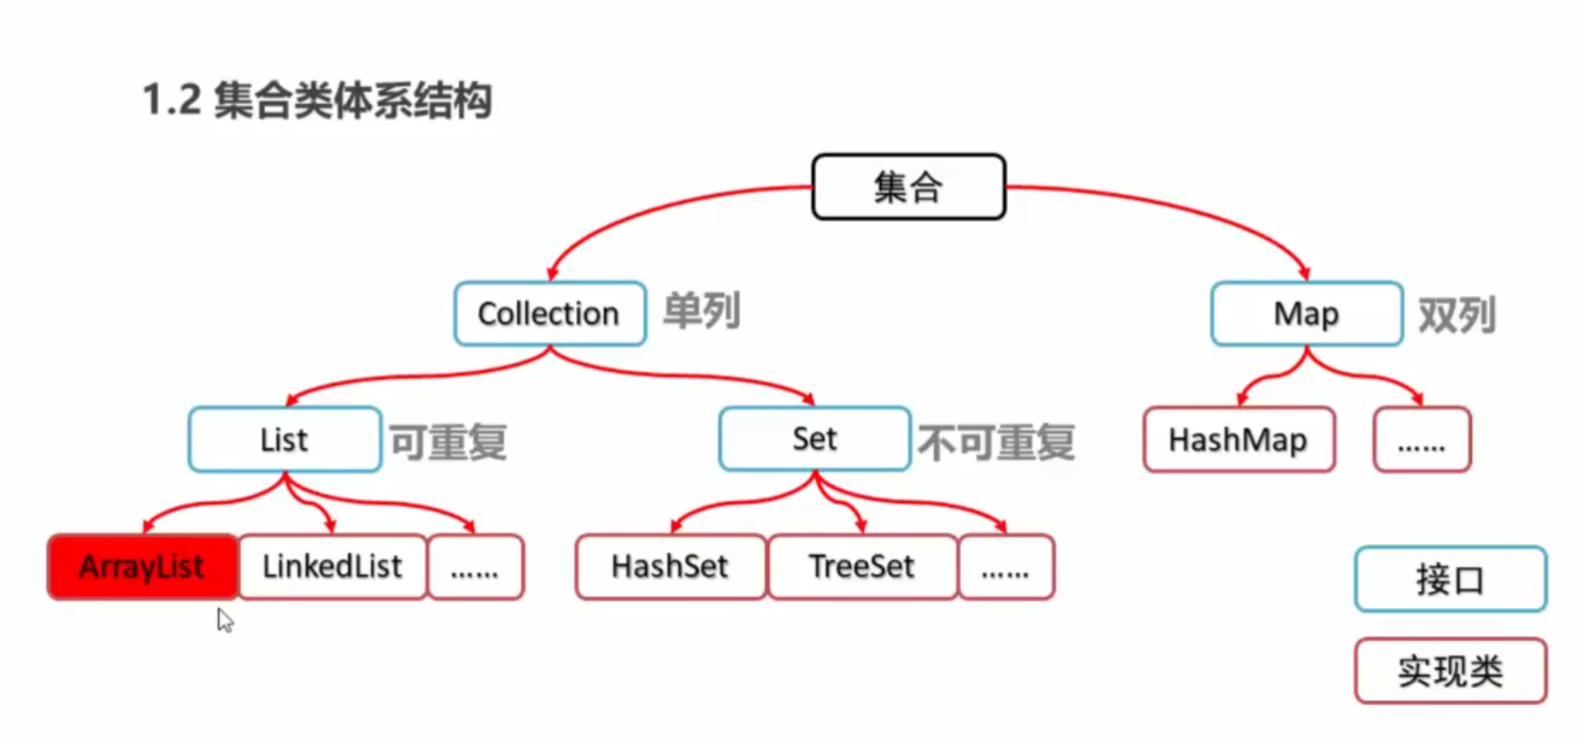 1.2 集合类体系结构
集合
Collection 单列
Map 双列
List 可重复
Set 不可重复
HashMap
......
ArrayList
LinkedList
......
HashSet
TreeSet
......
接口
实现类